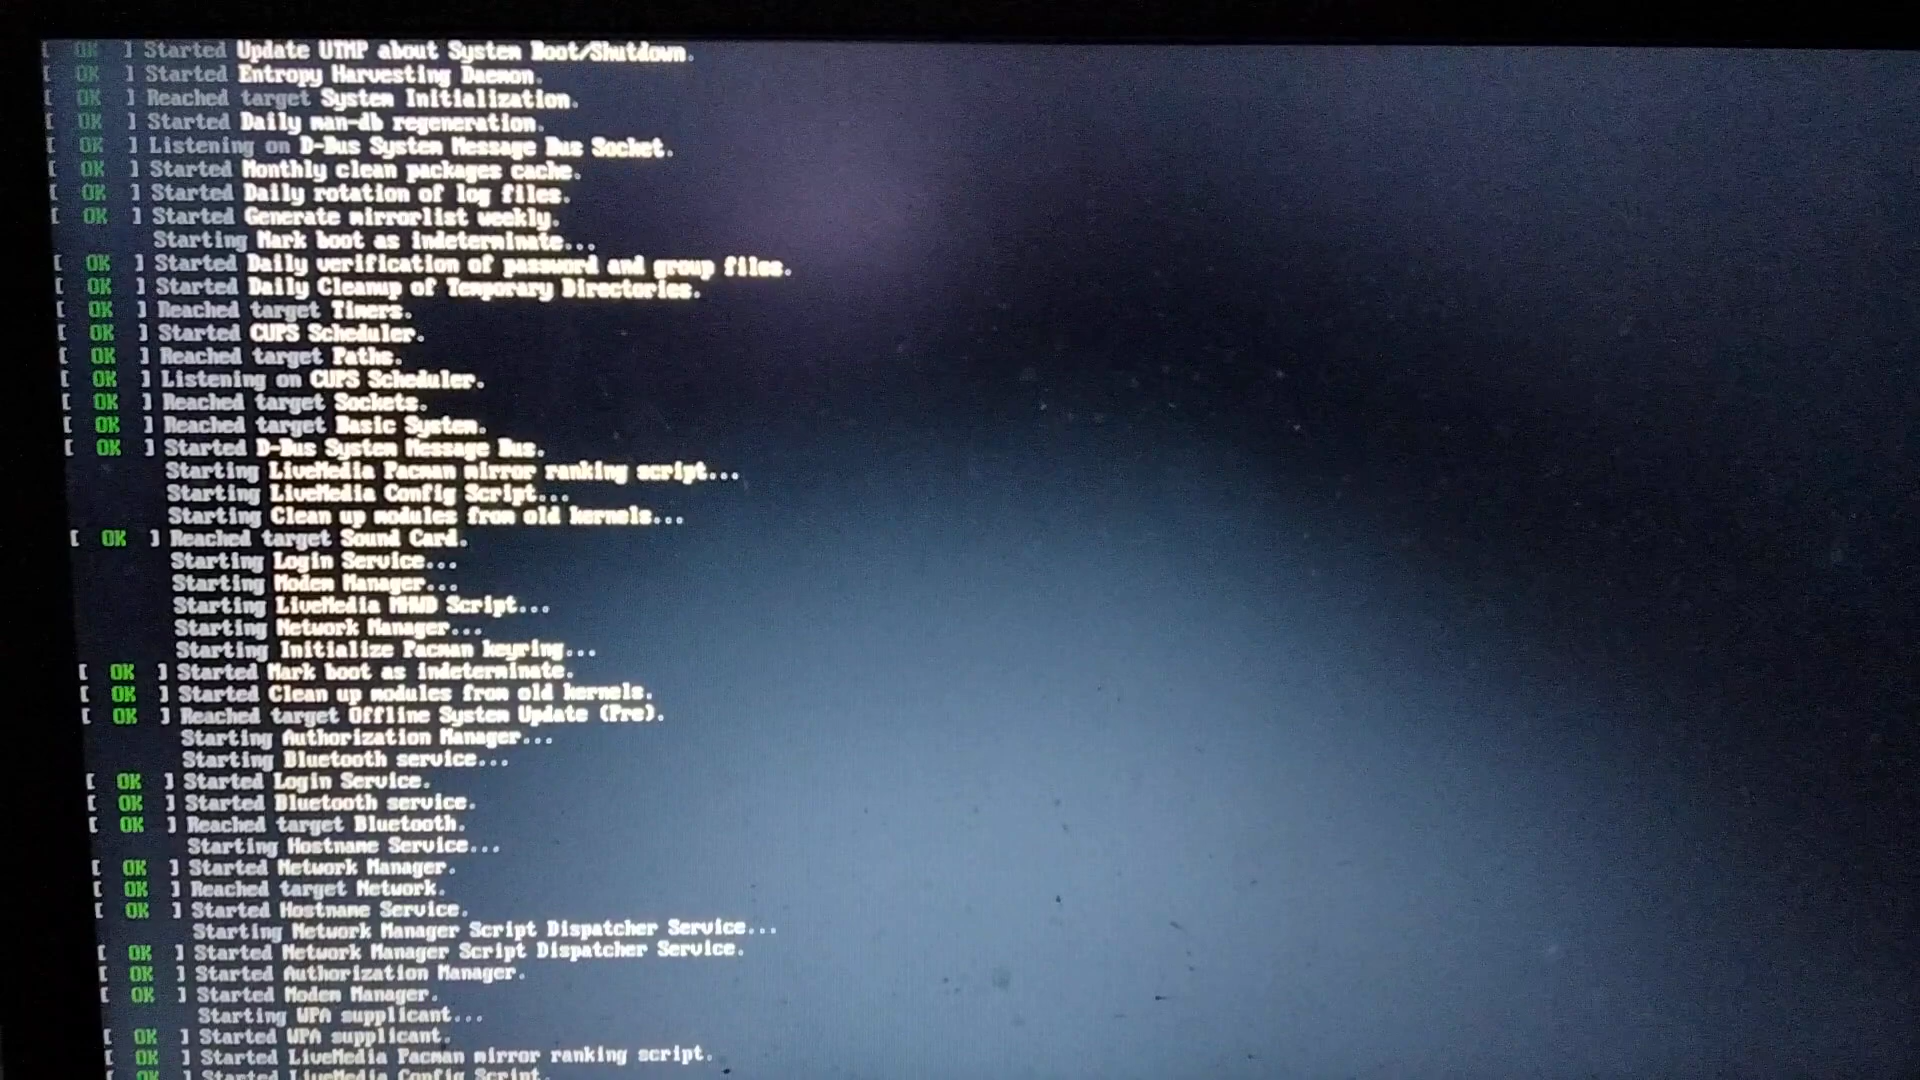 [ OK ] Started Update UTMP about System Boot/Shutdown.
[ OK ] Started Entropy Harvesting Daemon.
[ OK ] Reached target System Initialization.
[ OK ] Started Daily man-db regeneration.
[ OK ] Listening on D-Bus System Message Bus Socket.
[ OK ] Started Monthly clean packages cache.
[ OK ] Started Daily rotation of log files.
[ OK ] Started Generate mirrorlist weekly.
Starting Mark boot as indeterminate...
[ OK ] Started Daily verification of password and group files.
[ OK ] Started Daily Cleanup of Temporary Directories.
[ OK ] Reached target Timers.
[ OK ] Started CUPS Scheduler.
[ OK ] Reached target Paths.
[ OK ] Listening on CUPS Scheduler.
[ OK ] Reached target Sockets.
[ OK ] Reached target Basic System.
[ OK ] Started D-Bus System Message Bus.
Starting LiveMedia Pacman mirror ranking script...
Starting LiveMedia Config Script...
Starting Clean up modules from old kernels...
[ OK ] Reached target Sound Card.
Starting Login Service...
Starting Modem Manager...
Starting LiveMedia MHWD Script...
Starting Network Manager...
Starting Initialize Pacman keyring...
[ OK ] Started Mark boot as indeterminate.
[ OK ] Started Clean up modules from old kernels.
[ OK ] Reached target Offline System Update (Pre).
Starting Authorization Manager...
Starting Bluetooth service...
[ OK ] Started Login Service.
[ OK ] Started Bluetooth service.
[ OK ] Reached target Bluetooth.
Starting Hostname Service...
[ OK ] Started Network Manager.
[ OK ] Reached target Network.
[ OK ] Started Hostname Service.
Starting Network Manager Script Dispatcher Service...
[ OK ] Started Network Manager Script Dispatcher Service.
[ OK ] Started Authorization Manager.
[ OK ] Started Modem Manager.
Starting WPA supplicant...
[ OK ] Started WPA supplicant.
[ OK ] Started LiveMedia Pacman mirror ranking script.
[ OK ] Started LiveMedia Config Script.